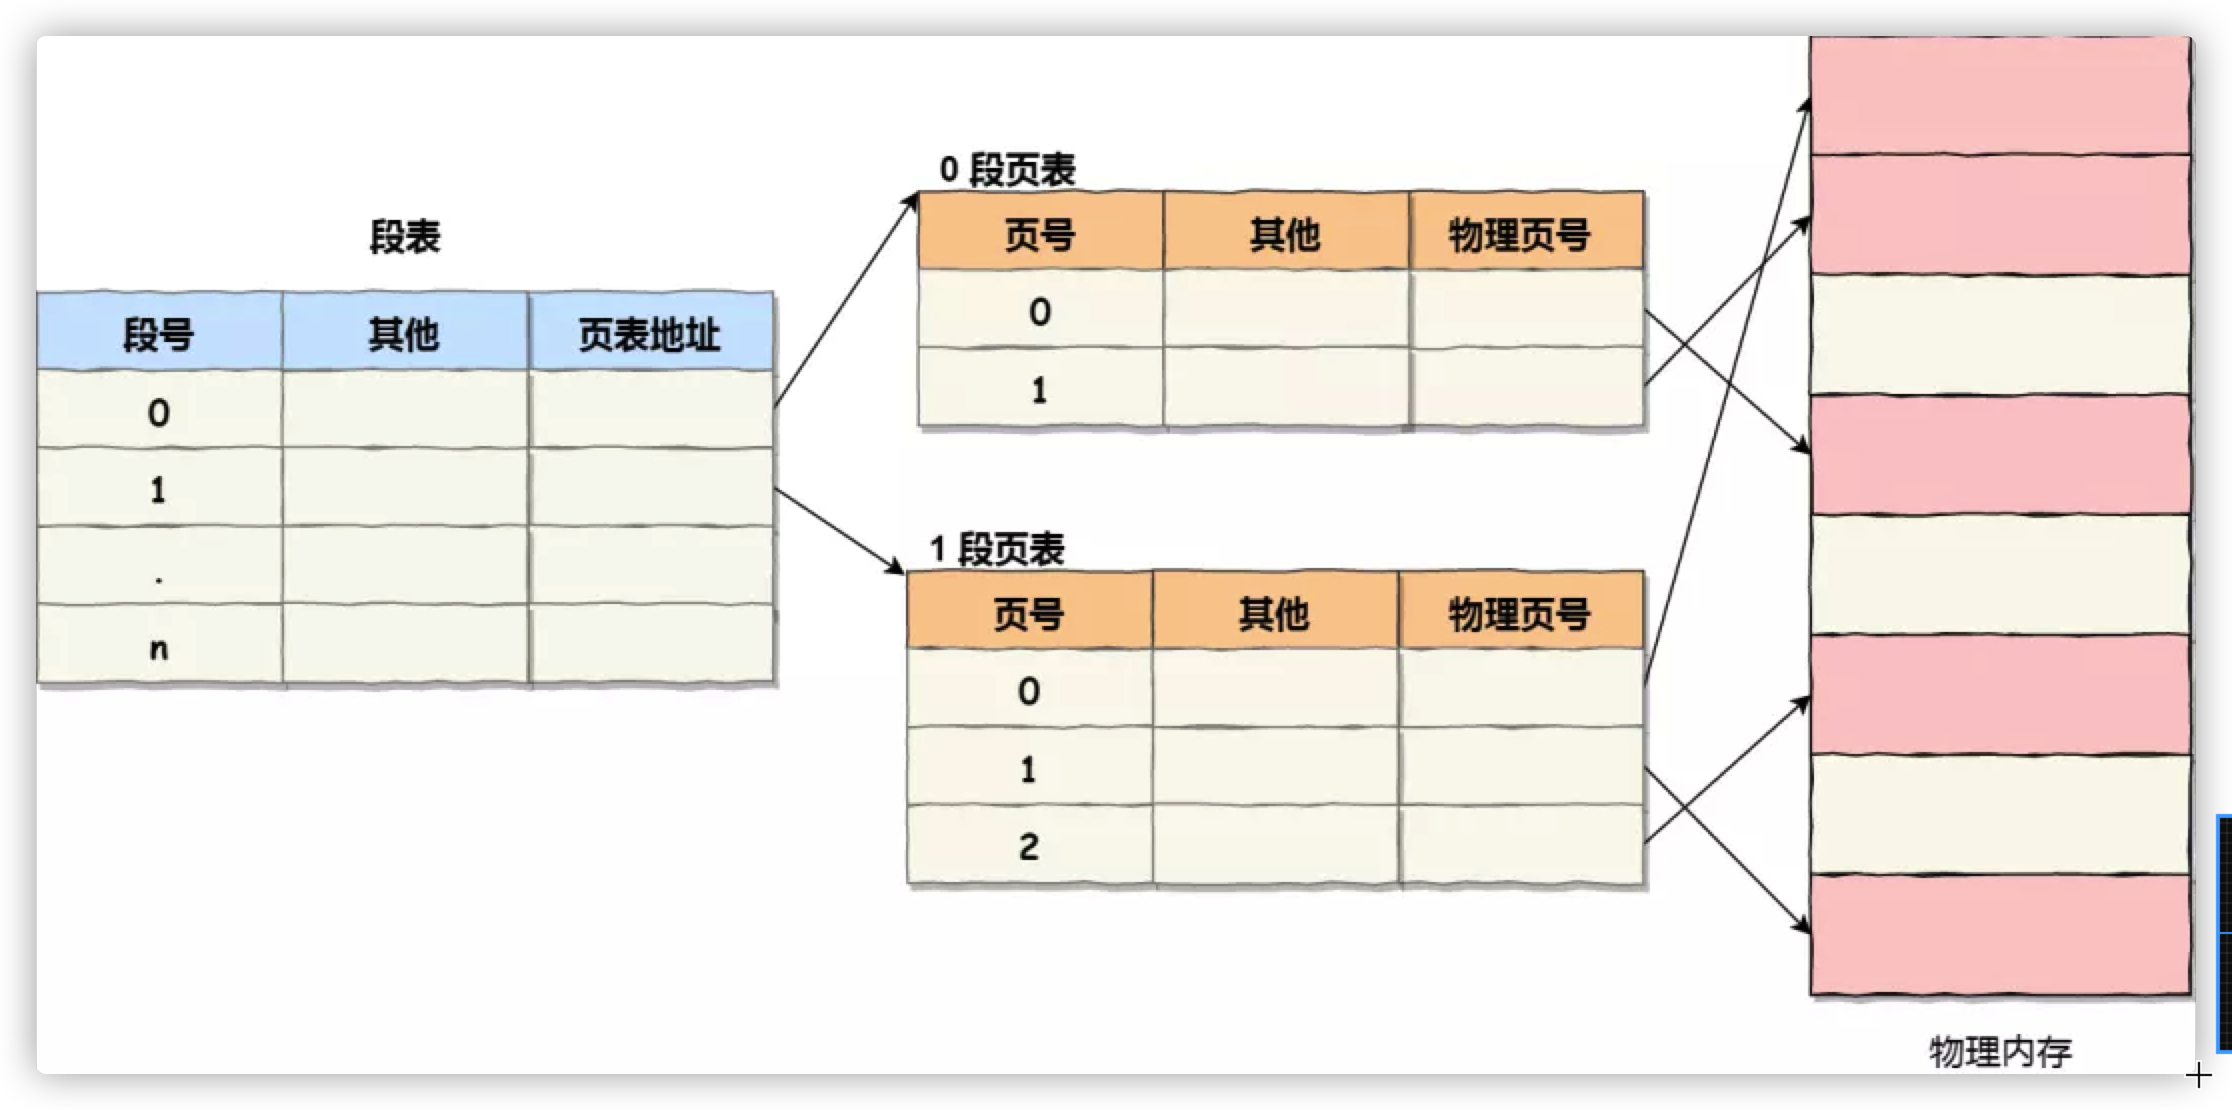 段表
段号 其他 页表地址
0
1
.
n
0 段页表
页号 其他 物理页号
0
1
1 段页表
页号 其他 物理页号
0
1
2
物理内存